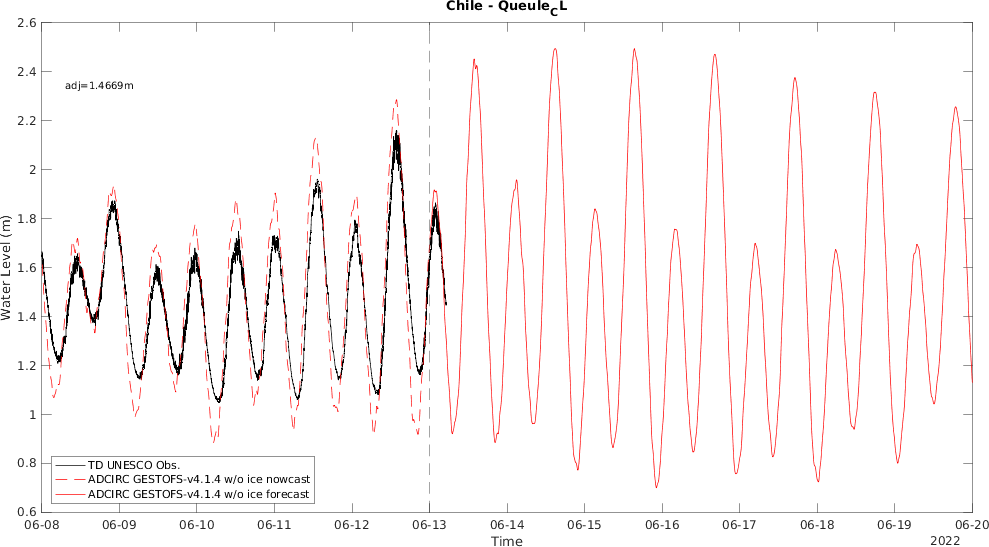 Chile - Queule_CL
2.6
2.4
adj=1.4669m
2.2
2
1.8
1.6
1.4
1.2
1
0.8
0.6
Water Level (m)
TD UNESCO Obs.
ADCIRC GESTOFS-v4.1.4 w/o ice nowcast
ADCIRC GESTOFS-v4.1.4 w/o ice forecast
06-08 06-09 06-10 06-11 06-12 06-13 06-14 06-15 06-16 06-17 06-18 06-19 06-20
Time
2022